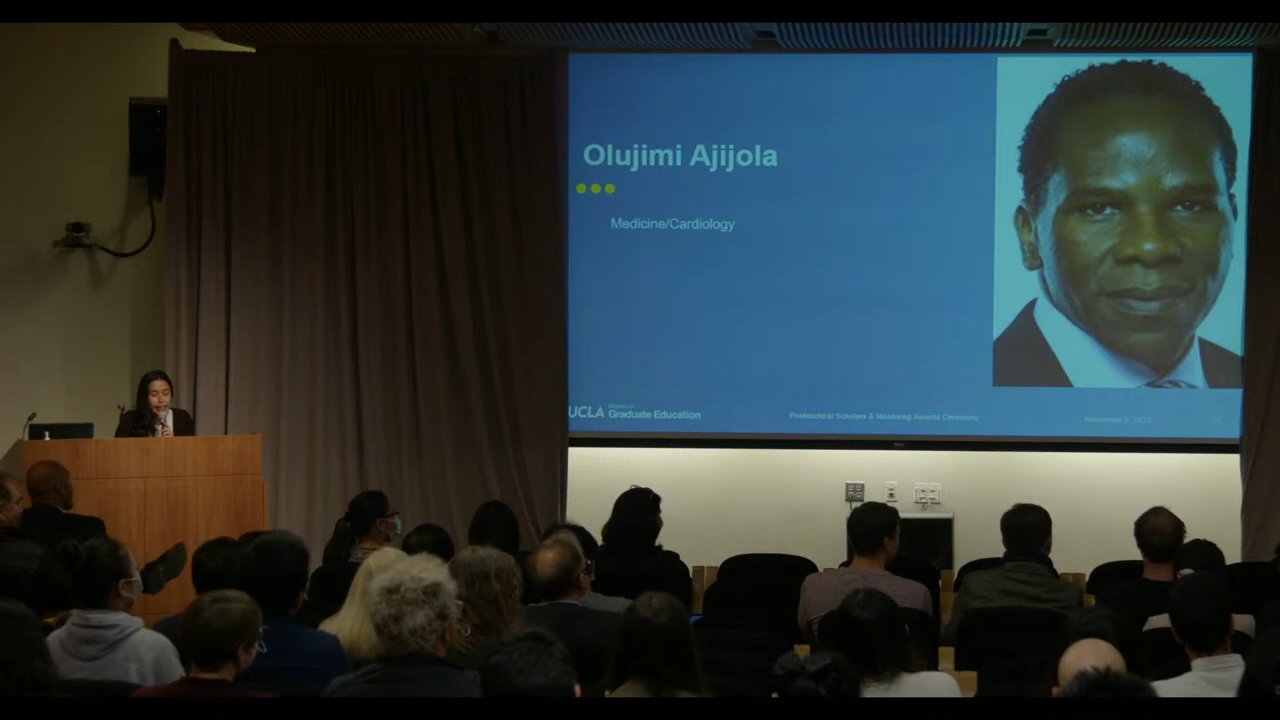 Olujimi Ajijola
Medicine/Cardiology
UCLA Graduate Education
Postdoctoral Scholars & Mentoring Awards Ceremony